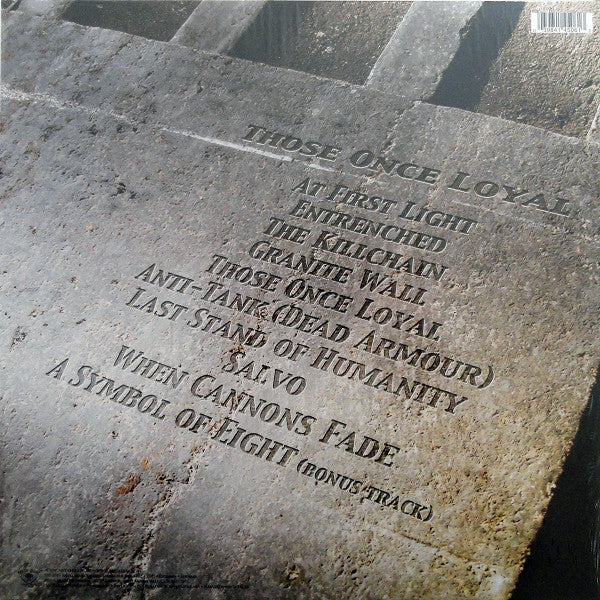 Those Once Loyal
At First Light
Entrenched
The Killchain
Granite Wall
Those Once Loyal
Anti-Tank (Dead Armour)
Last Stand of Humanity
Salvo
When Cannons Fade
A Symbol of Eight (bonus track)